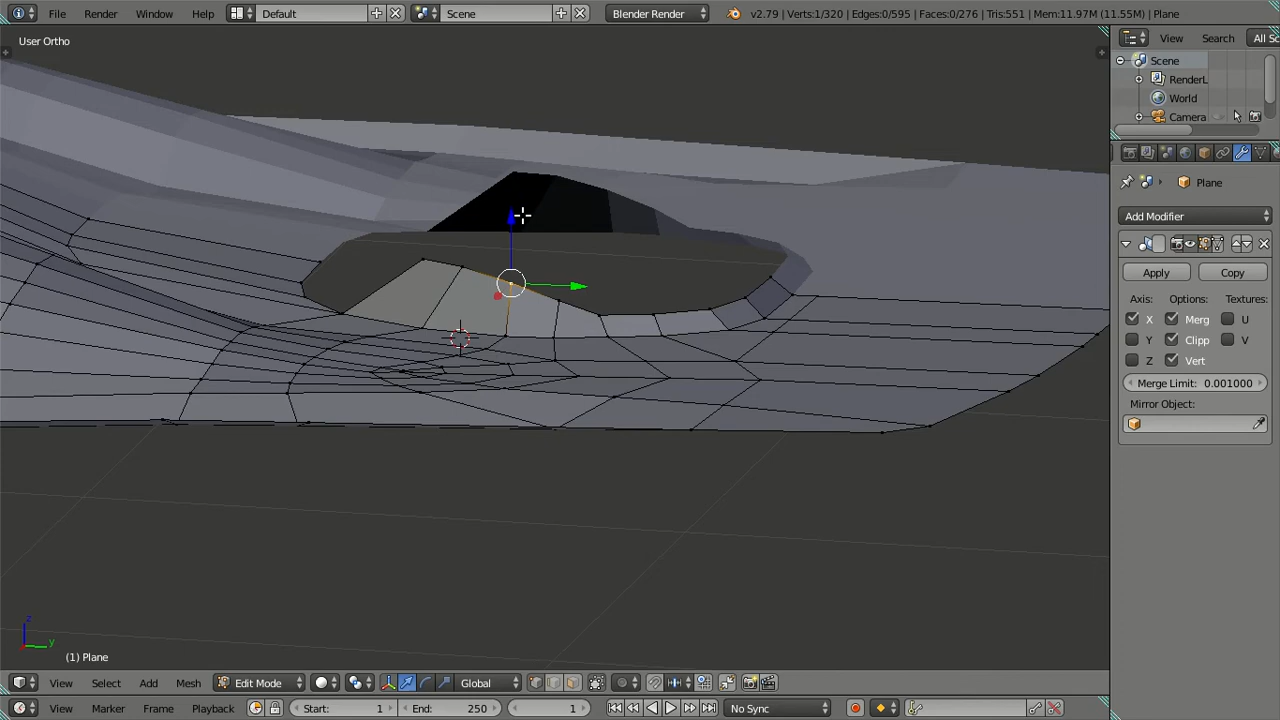 File Render Window Help Default Scene Blender Render v2.79 | Verts:1/320 | Edges:0/595 | Faces:0/276 | Tris:551 | Mem:11.97M (11.55M) | Plane
User Ortho
View Search All Sc
Scene
RenderL
World
Camera
Plane
Add Modifier
Apply Copy
Axis: Options: Textures:
X Merg U
Y Clipp V
Z Vert
Merge Limit: 0.001000
Mirror Object:
z
y
(1) Plane
View Select Add Mesh Edit Mode Global
View Marker Frame Playback Start: 1 End: 250 1 No Sync